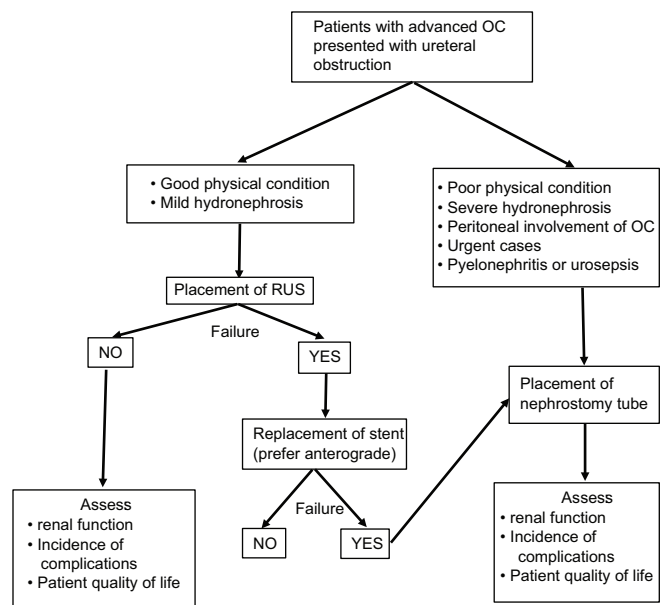 Patients with advanced OC
presented with ureteral
obstruction
• Good physical condition
• Mild hydronephrosis
• Poor physical condition
• Severe hydronephrosis
• Peritoneal involvement of OC
• Urgent cases
• Pyelonephritis or urosepsis
Placement of RUS
Failure
NO
YES
Placement of
nephrostomy tube
Replacement of stent
(prefer anterograde)
Failure
NO
YES
Assess
• renal function
• Incidence of
complications
• Patient quality of life
Assess
• renal function
• Incidence of
complications
• Patient quality of life